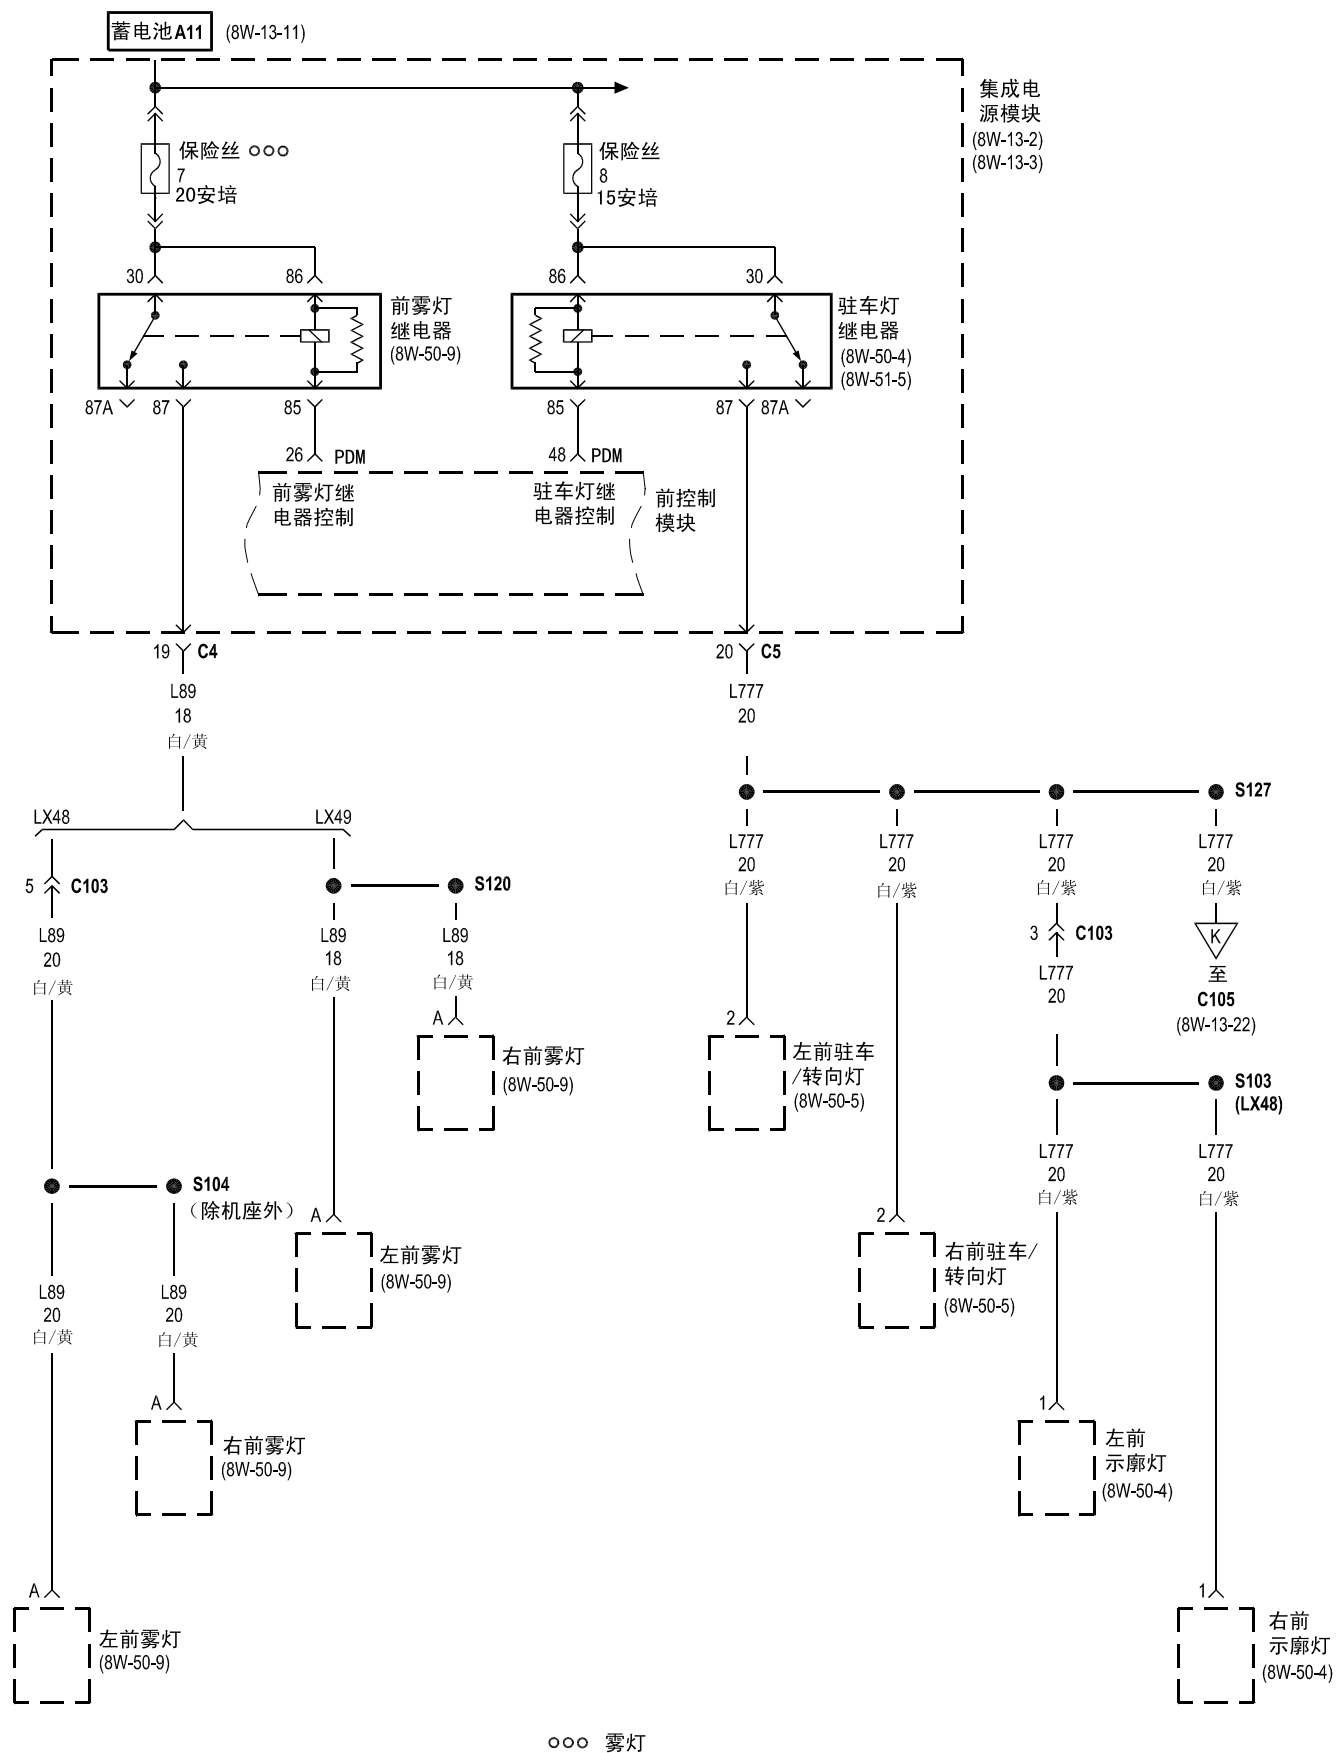 蓄电池A11 (8W-13-11)
集成电
源模块
(8W-13-2)
(8W-13-3)
保险丝
7
20安培
保险丝
8
15安培
30
86
86
30
前雾灯
继电器
(8W-50-9)
驻车灯
继电器
(8W-50-4)
(8W-51-5)
87A
87
85
85
87
87A
26 PDM
48 PDM
前雾灯继
电器控制
驻车灯继
电器控制
前控制
模块
19 C4
20 C5
L89
18
白/黄
L777
20
LX48
LX49
S127
L777
20
白/紫
L777
20
白/紫
L777
20
白/紫
L777
20
白/紫
5 C103
S120
L89
20
白/黄
L89
18
白/黄
L89
18
白/黄
3 C103
K
至
C105
(8W-13-22)
L777
20
A
右前雾灯
(8W-50-9)
2
左前驻车
/转向灯
(8W-50-5)
S103
(LX48)
L777
20
白/紫
L777
20
白/紫
S104
（除机座外）
A
左前雾灯
(8W-50-9)
2
右前驻车/
转向灯
(8W-50-5)
L89
20
白/黄
L89
20
白/黄
A
右前雾灯
(8W-50-9)
1
左前
示廓灯
(8W-50-4)
A
左前雾灯
(8W-50-9)
1
右前
示廓灯
(8W-50-4)
雾灯